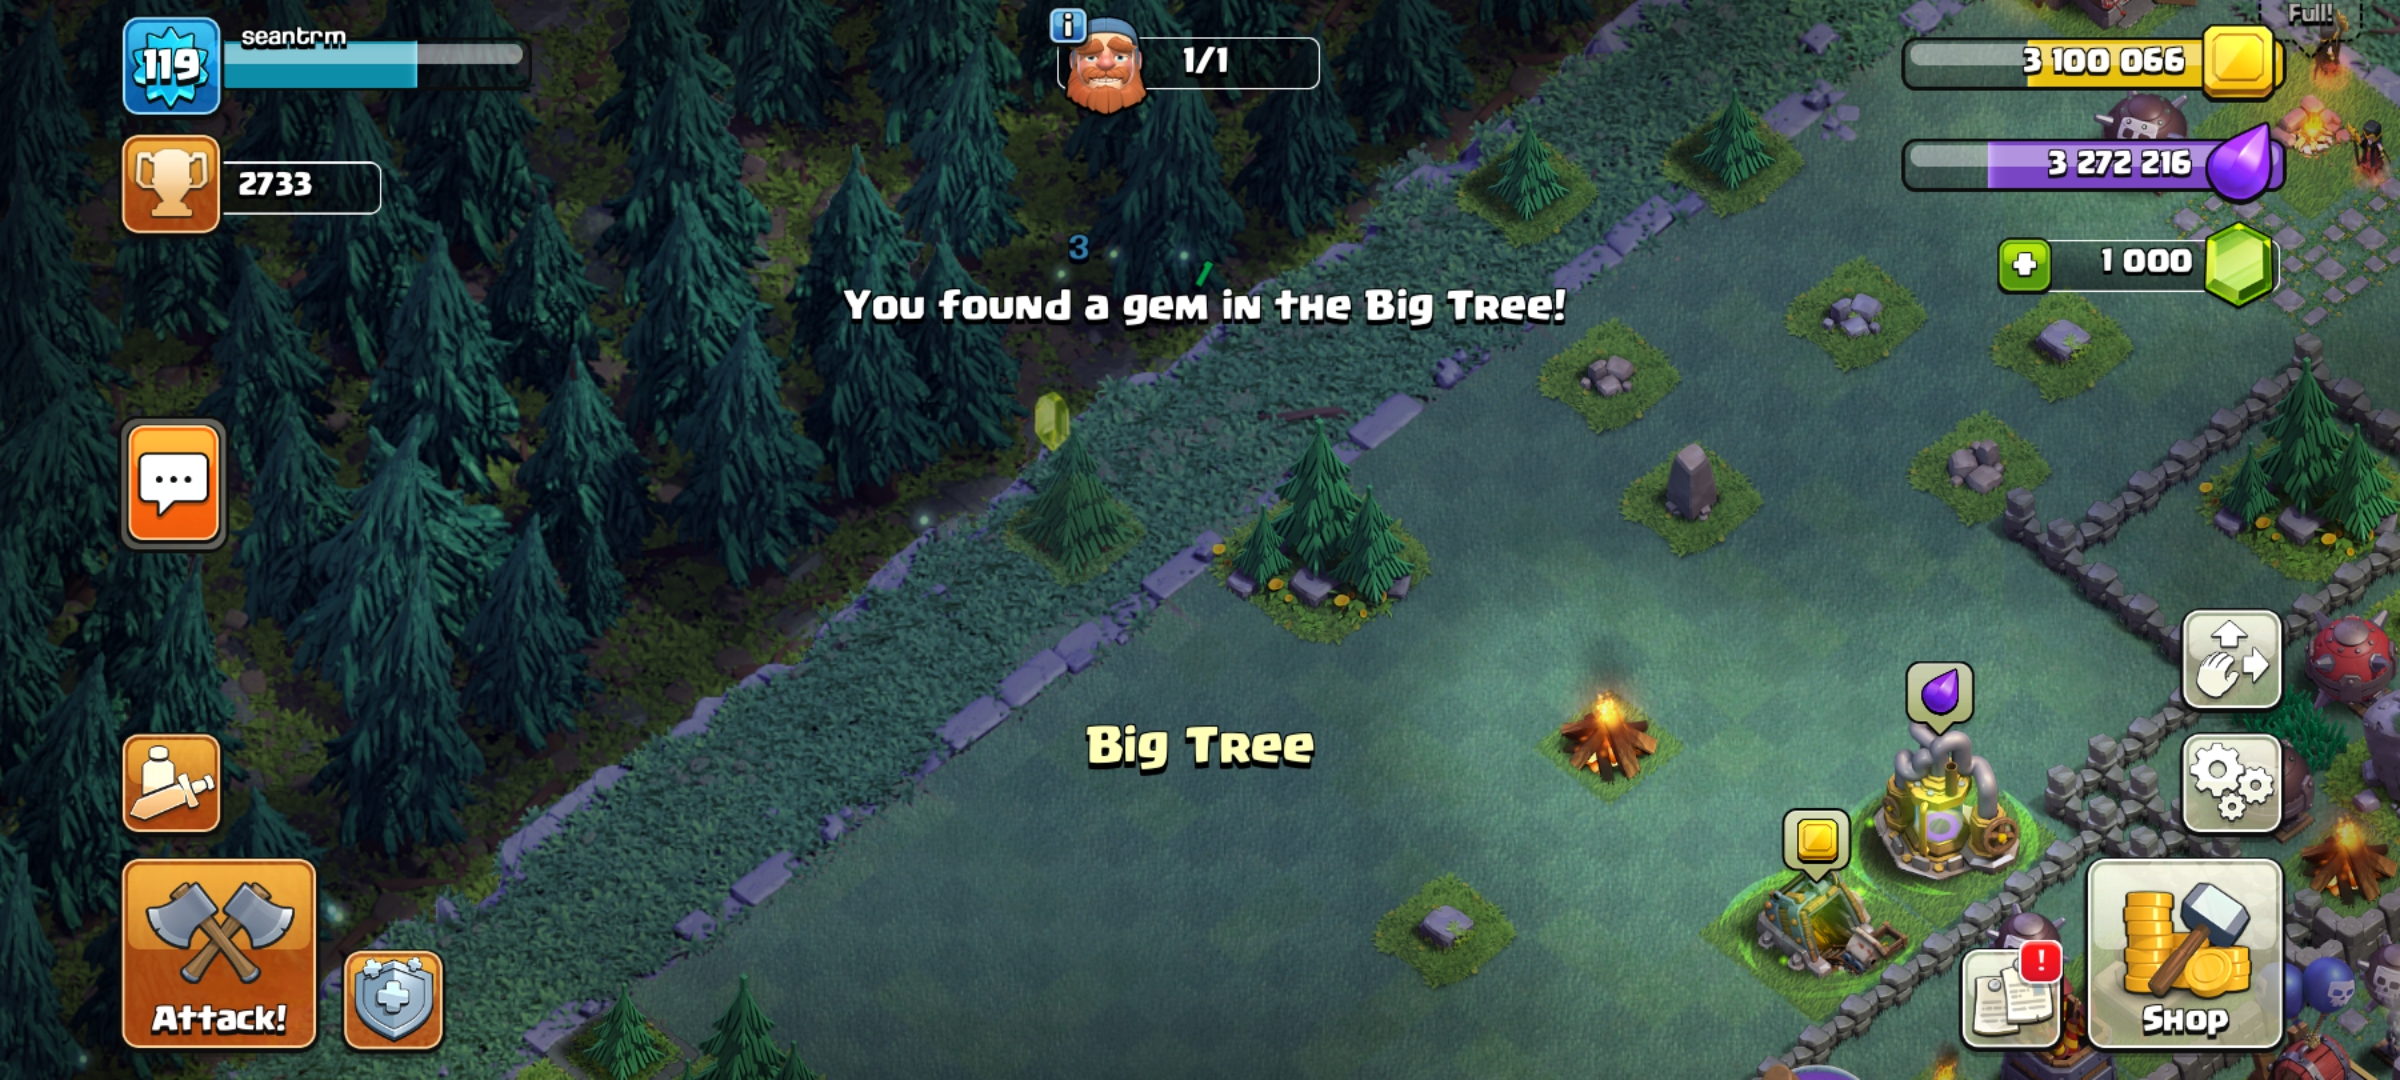 119
seantrm
1/1
Full!
3 100 066
2733
3 272 216
3
1 000
You found a gem in the Big Tree!
Big Tree
!
Attack!
Shop